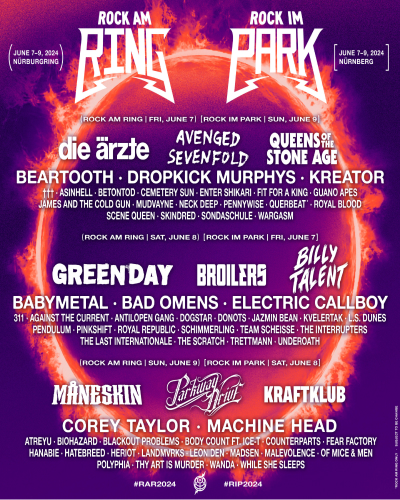 ROCK AM RING
ROCK IM PARK
JUNE 7–9, 2024
NÜRBURGRING
JUNE 7–9, 2024
NÜRNBERG
(ROCK AM RING | FRI, JUNE 7) [ROCK IM PARK | SUN, JUNE 9]
die ärzte AVENGED SEVENFOLD QUEENS OF THE STONE AGE
BEARTOOTH · DROPKICK MURPHYS · KREATOR
††† · ASINHELL · BETONTOD · CEMETERY SUN · ENTER SHIKARI · FIT FOR A KING · GUANO APES
JAMES AND THE COLD GUN · MUDVAYNE · NECK DEEP · PENNYWISE · QUERBEAT · ROYAL BLOOD
SCENE QUEEN · SKINDRED · SONDASCHULE · WARGASM
(ROCK AM RING | SAT, JUNE 8) [ROCK IM PARK | FRI, JUNE 7]
GREEN DAY BROILERS BILLY TALENT
BABYMETAL · BAD OMENS · ELECTRIC CALLBOY
311 · AGAINST THE CURRENT · ANTILOPEN GANG · DOGSTAR · DONOTS · JAZMIN BEAN · KVELERTAK · L.S. DUNES
PENDULUM · PINKSHIFT · ROYAL REPUBLIC · SCHIMMERLING · TEAM SCHEISSE · THE INTERRUPTERS
THE LAST INTERNATIONALE · THE SCRATCH · TRETTMANN · UNDEROATH
(ROCK AM RING | SUN, JUNE 9) [ROCK IM PARK | SAT, JUNE 8]
MÅNESKIN Parkway Drive KRAFTKLUB
COREY TAYLOR · MACHINE HEAD
ATREYU · BIOHAZARD · BLACKOUT PROBLEMS · BODY COUNT FT. ICE-T · COUNTERPARTS · FEAR FACTORY
HANABIE · HATEBREED · HERIOT · LANDMVRKS · LEONIDEN · MADSEN · MALEVOLENCE · OF MICE & MEN
POLYPHIA · THY ART IS MURDER · WANDA · WHILE SHE SLEEPS
#RAR2024 #RIP2024